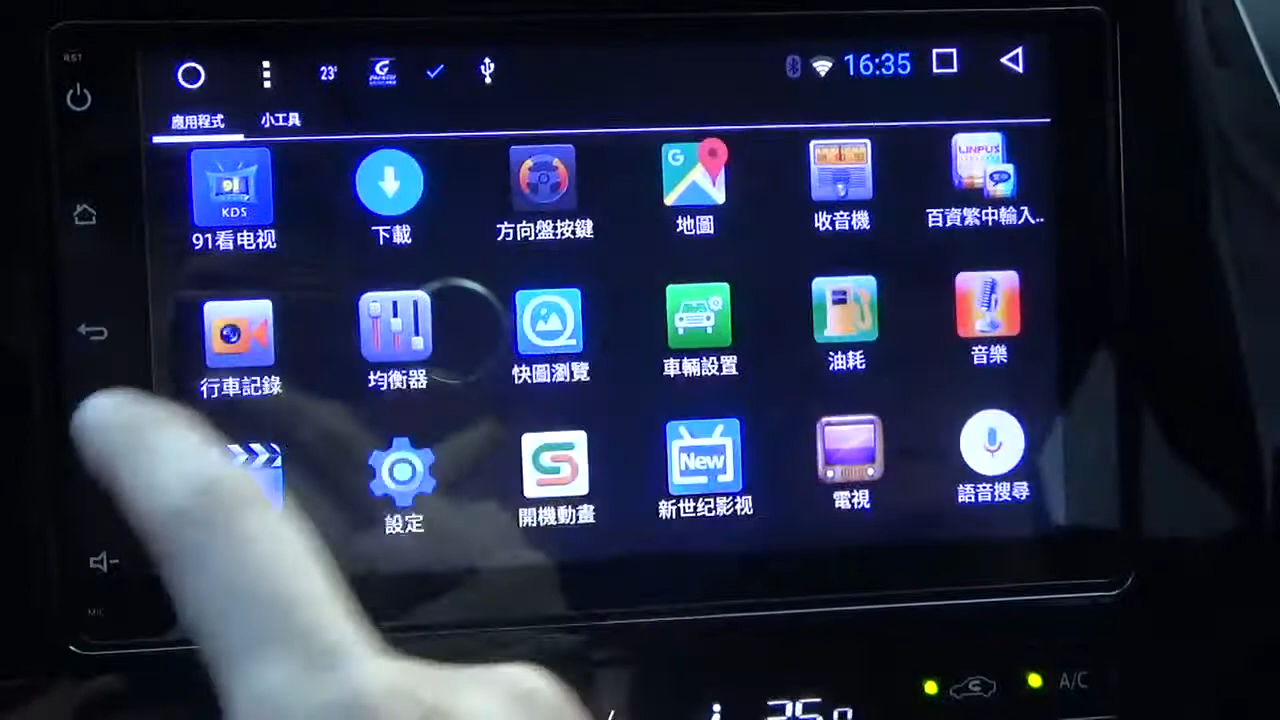 RST
23°
16:35
應用程式 小工具
91
KDS
G
LINPUS
91看电视 下載 方向盤按鍵 地圖 收音機 百資繁中輸入..
行車記錄 均衡器 快圖瀏覽 車輛設置 油耗 音樂
New
設定 開機動畫 新世纪影视 電視 語音搜尋
MIC
A/C